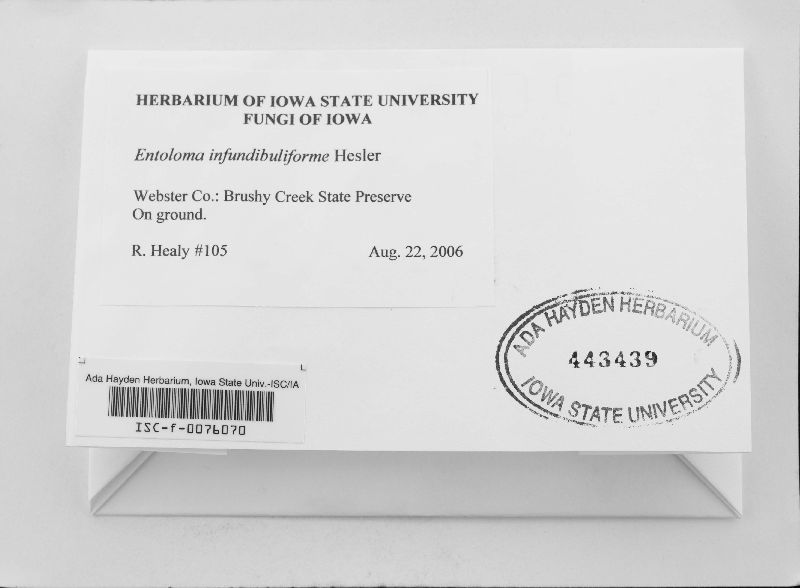 HERBARIUM OF IOWA STATE UNIVERSITY
FUNGI OF IOWA
Entoloma infundibuliforme Hesler
Webster Co.: Brushy Creek State Preserve
On ground.
R. Healy #105 Aug. 22, 2006
ADA HAYDEN HERBARIUM
443439
IOWA STATE UNIVERSITY
Ada Hayden Herbarium, Iowa State Univ.-ISC/IA
ISC-f-0076070